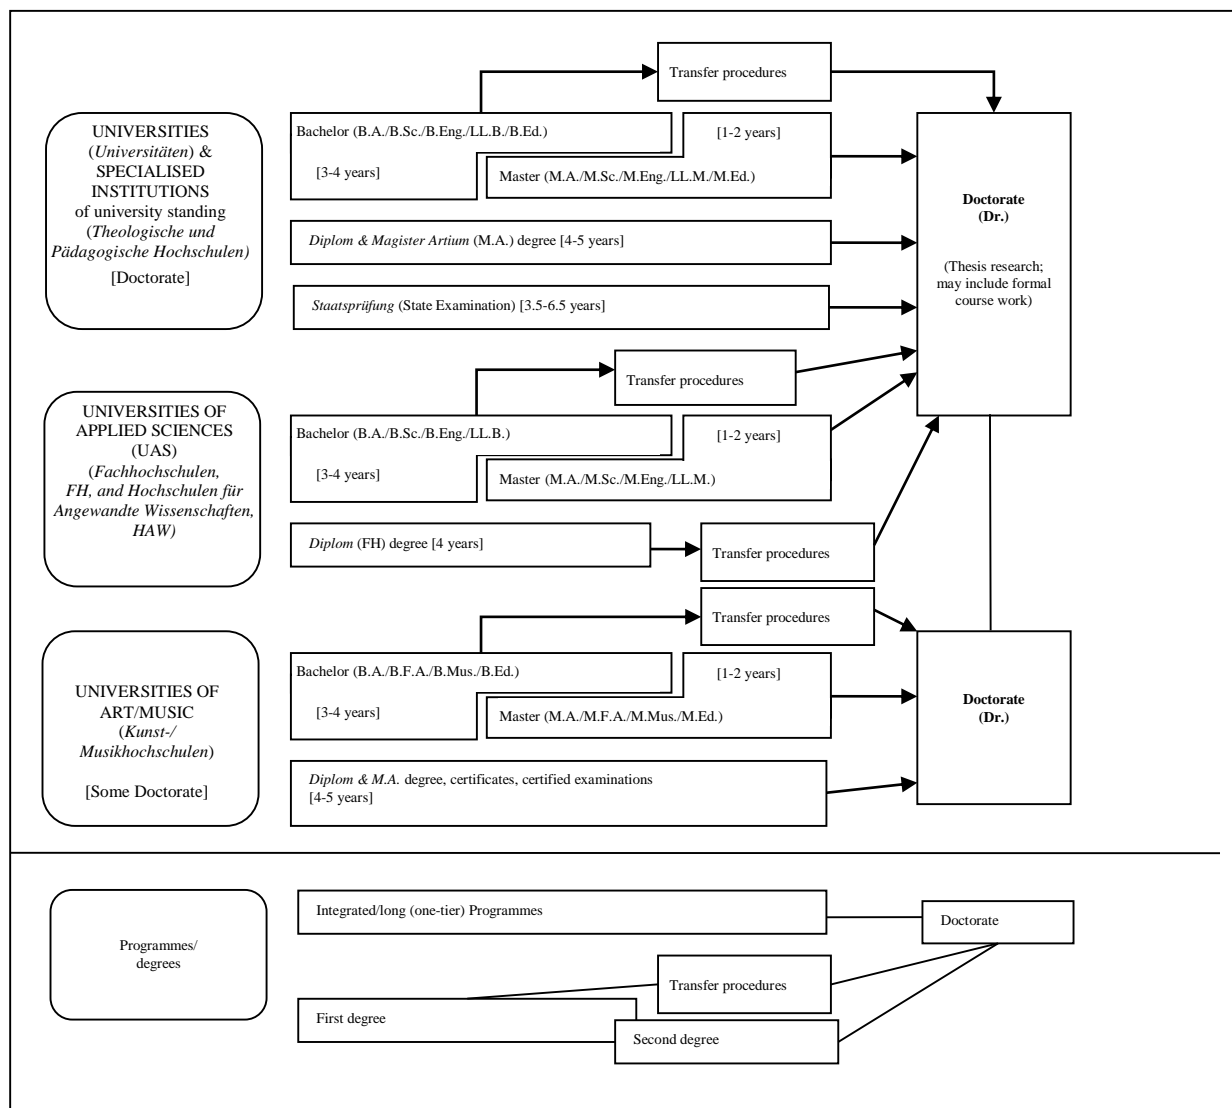 Transfer procedures
UNIVERSITIES
(Universitäten) &
SPECIALISED
INSTITUTIONS
of university standing
(Theologische und
Pädagogische Hochschulen)
[Doctorate]
Bachelor (B.A./B.Sc./B.Eng./LL.B./B.Ed.)
[3-4 years]
[1-2 years]
Master (M.A./M.Sc./M.Eng./LL.M./M.Ed.)
Diplom & Magister Artium (M.A.) degree [4-5 years]
Staatsprüfung (State Examination) [3.5-6.5 years]
Doctorate
(Dr.)
(Thesis research;
may include formal
course work)
Transfer procedures
UNIVERSITIES OF
APPLIED SCIENCES
(UAS)
(Fachhochschulen,
FH, and Hochschulen für
Angewandte Wissenschaften,
HAW)
Bachelor (B.A./B.Sc./B.Eng./LL.B.)
[3-4 years]
[1-2 years]
Master (M.A./M.Sc./M.Eng./LL.M.)
Diplom (FH) degree [4 years]
Transfer procedures
Transfer procedures
UNIVERSITIES OF
ART/MUSIC
(Kunst-/
Musikhochschulen)
[Some Doctorate]
Bachelor (B.A./B.F.A./B.Mus./B.Ed.)
[3-4 years]
[1-2 years]
Master (M.A./M.F.A./M.Mus./M.Ed.)
Diplom & M.A. degree, certificates, certified examinations
[4-5 years]
Doctorate
(Dr.)
Programmes/
degrees
Integrated/long (one-tier) Programmes
Doctorate
Transfer procedures
First degree
Second degree